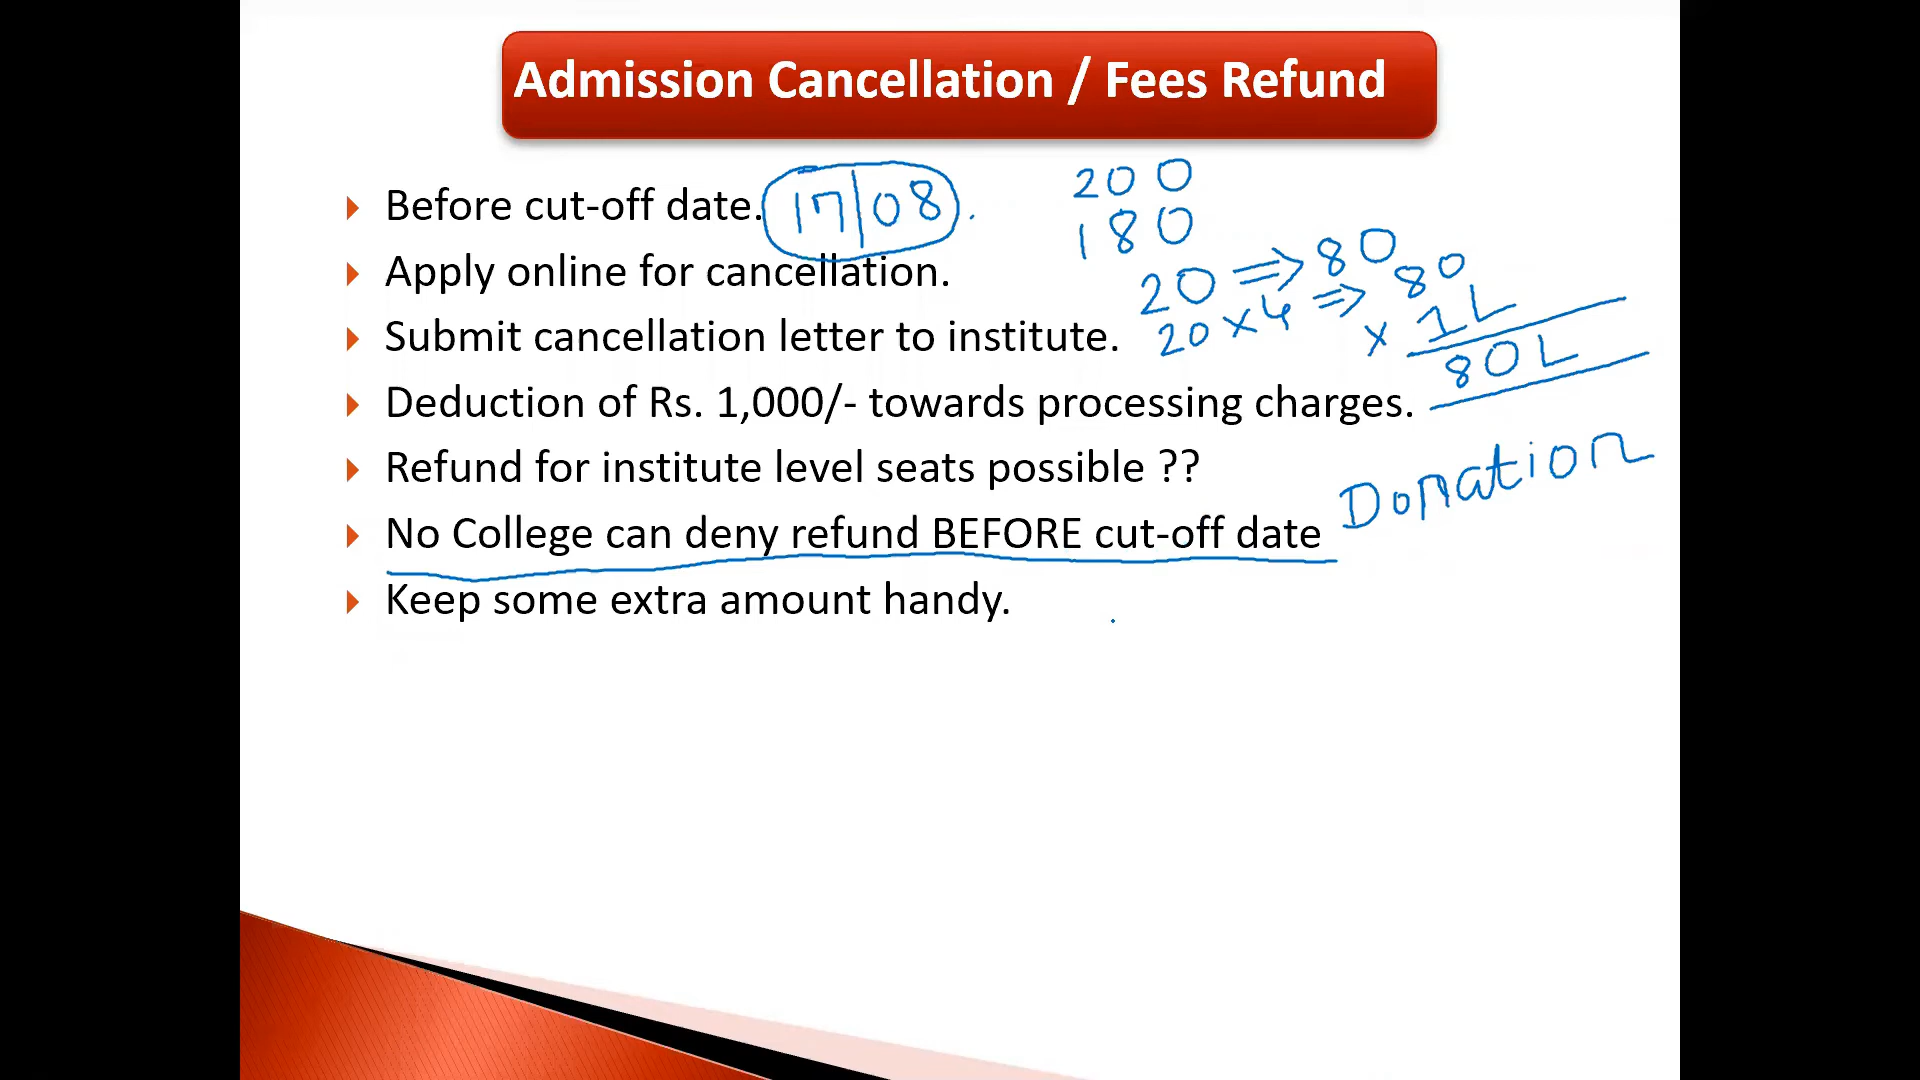 Admission Cancellation / Fees Refund
Before cut-off date. 17|08.
200
180
Apply online for cancellation.
20 ⇒ 80
20 x 4 ⇒ 80
x 1L
80L
Submit cancellation letter to institute.
Deduction of Rs. 1,000/- towards processing charges.
Refund for institute level seats possible ??
Donation
No College can deny refund BEFORE cut-off date
Keep some extra amount handy.